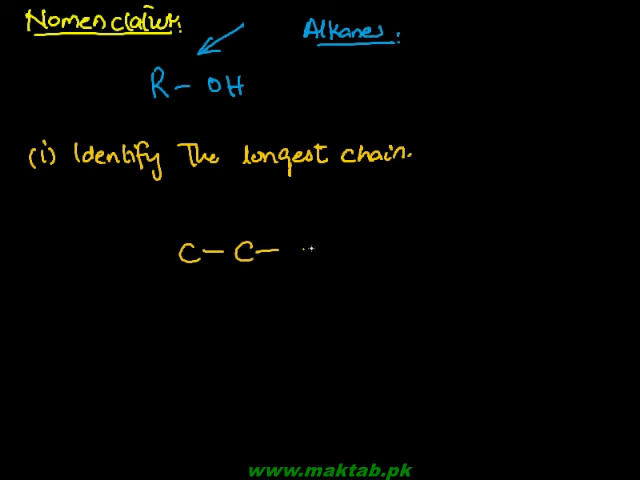 Nomenclature:
Alkanes:
R - OH
(i) Identify The longest chain.
C - C -
www.maktab.pk